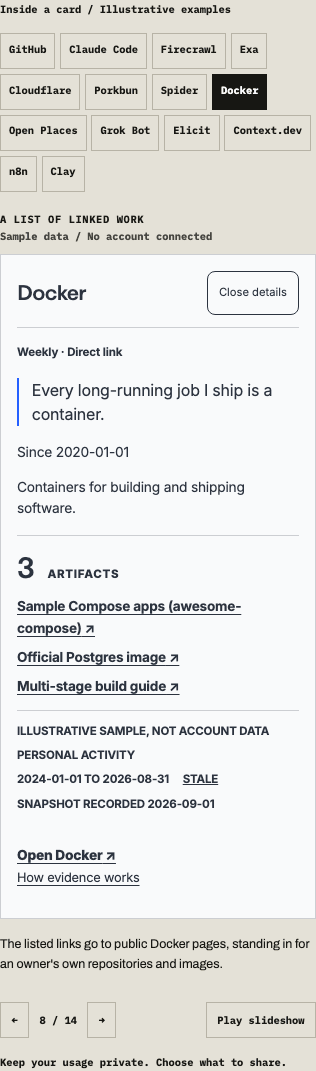 Inside a card / Illustrative examples
GitHub Claude Code Firecrawl Exa
Cloudflare Porkbun Spider Docker
Open Places Grok Bot Elicit Context.dev
n8n Clay
A LIST OF LINKED WORK
Sample data / No account connected
Docker Close details
Weekly · Direct link
Every long-running job I ship is a
container.
Since 2020-01-01
Containers for building and shipping
software.
3 ARTIFACTS
Sample Compose apps (awesome-
compose) ↗
Official Postgres image ↗
Multi-stage build guide ↗
ILLUSTRATIVE SAMPLE, NOT ACCOUNT DATA
PERSONAL ACTIVITY
2024-01-01 TO 2026-08-31 STALE
SNAPSHOT RECORDED 2026-09-01
Open Docker ↗
How evidence works
The listed links go to public Docker pages, standing in for
an owner's own repositories and images.
← 8 / 14 → Play slideshow
Keep your usage private. Choose what to share.